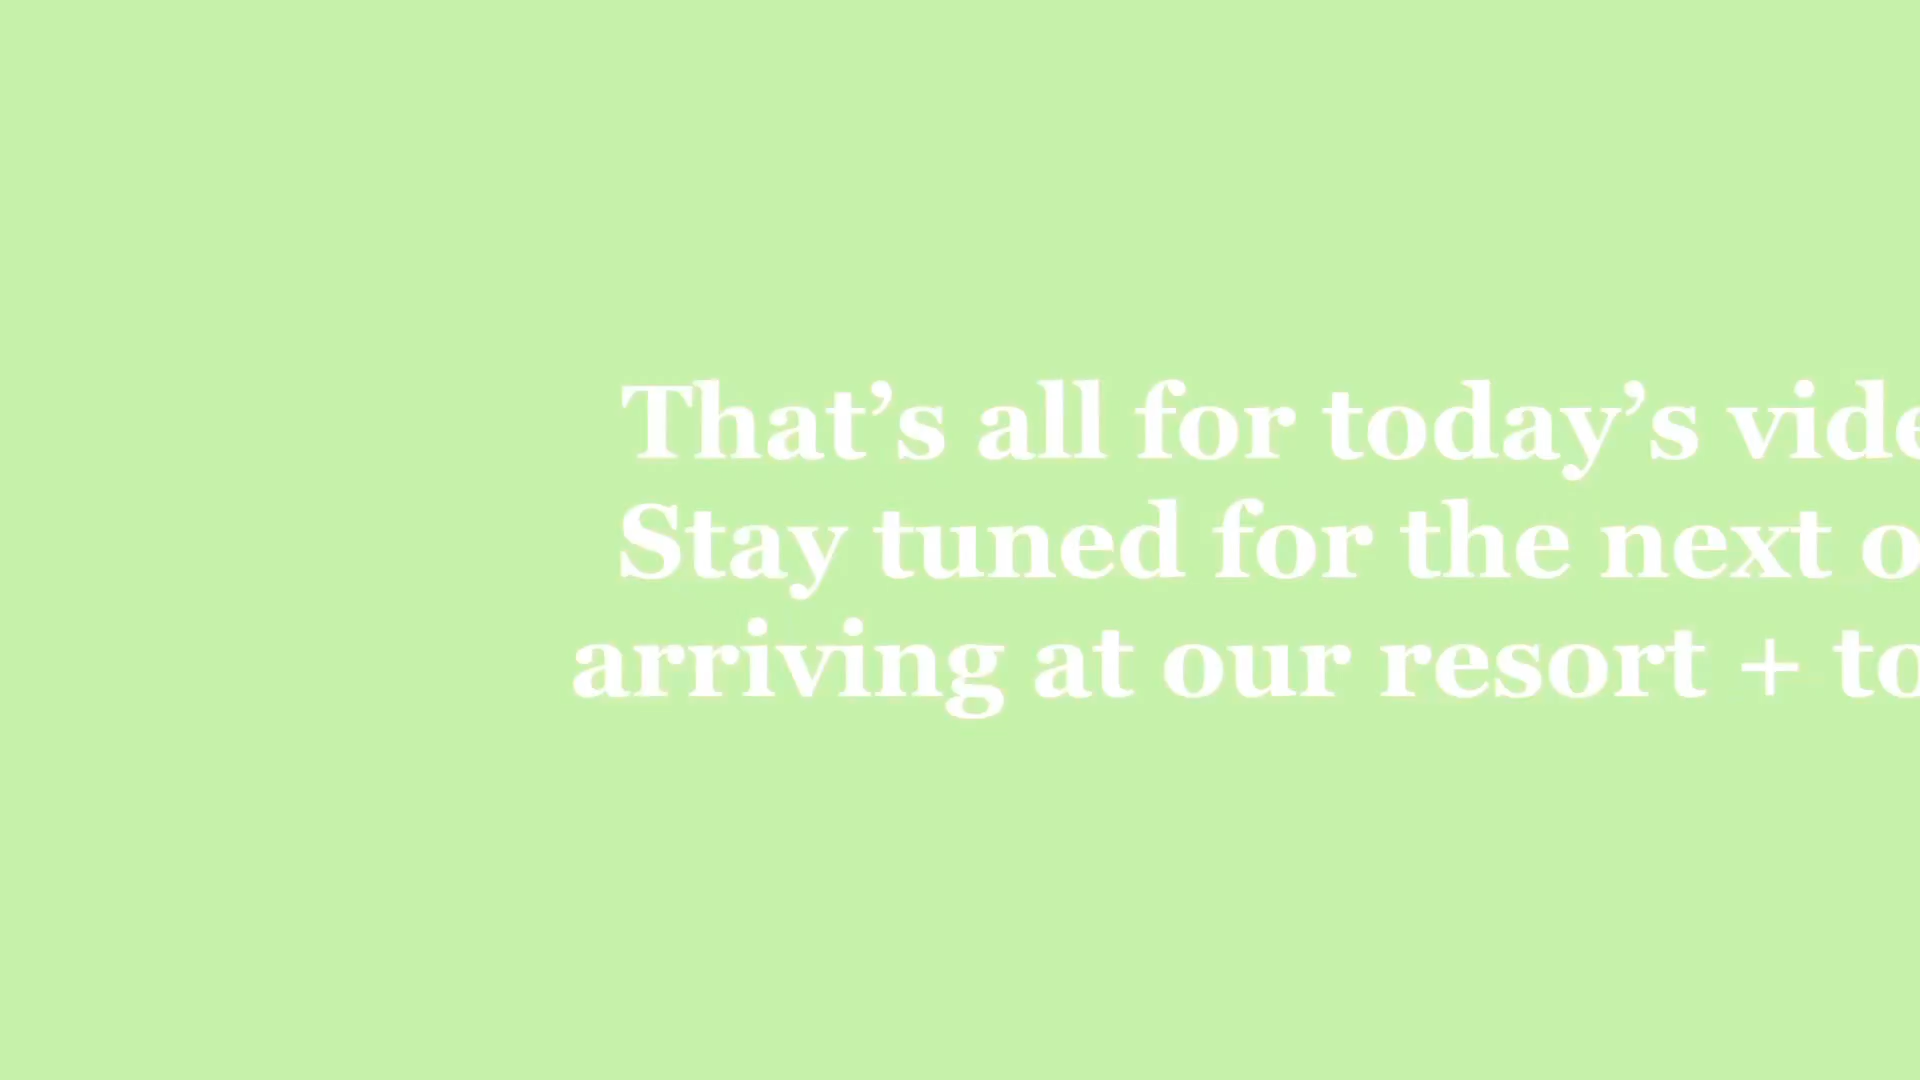 That’s all for today’s vide
Stay tuned for the next o
arriving at our resort + to